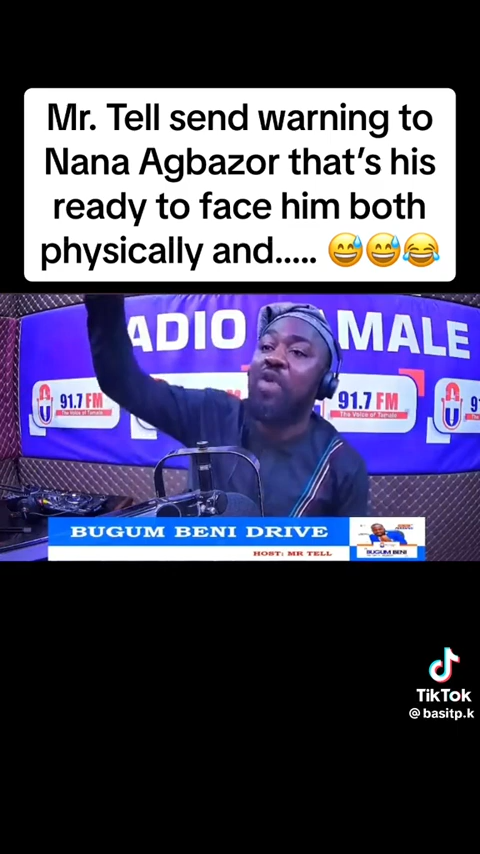 Mr. Tell send warning to
Nana Agbazor that's his
ready to face him both
physically and..... 😅😅😂
ADIO
AMALE
91.7 FM
The Voice of Tamale
91.7 FM
The Voice of Tamale
BUGUM BENI DRIVE
HOST: MR TELL
BUGUM BENI
TikTok
@basitp.k